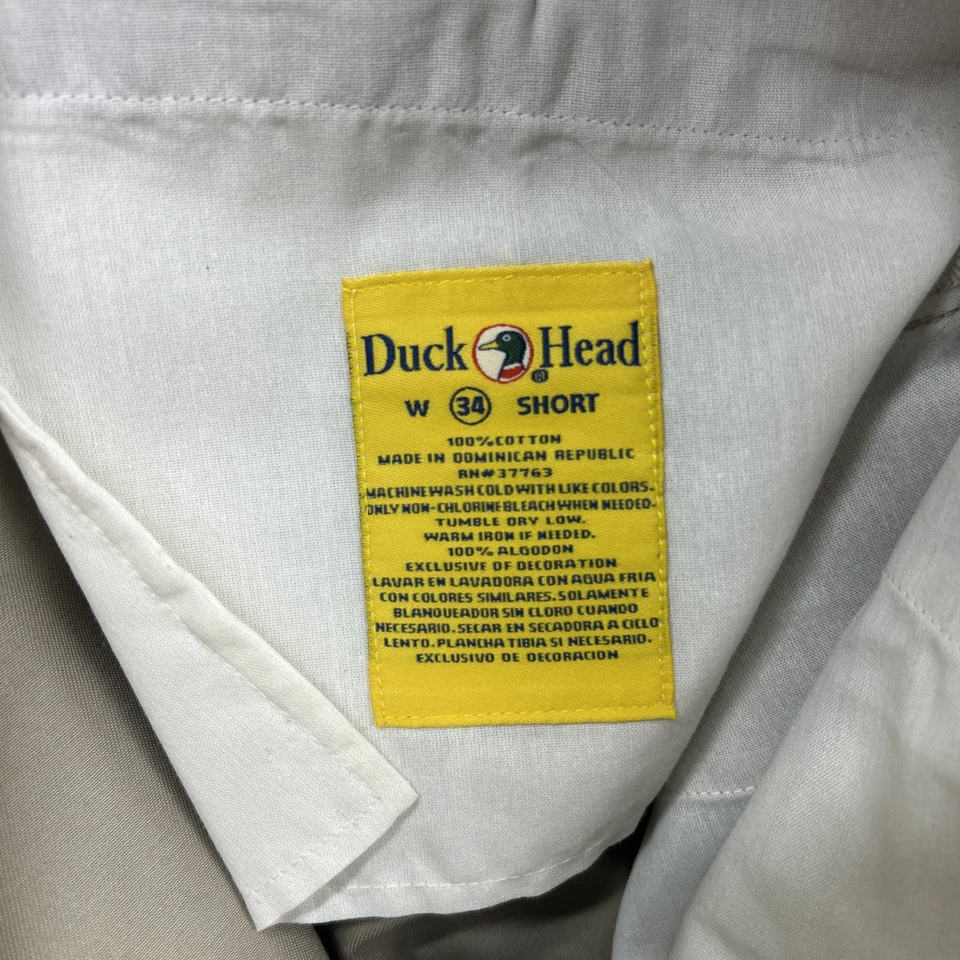 Duck Head
®
W 34 SHORT
100% COTTON
MADE IN DOMINICAN REPUBLIC
RN#37763
MACHINE WASH COLD WITH LIKE COLORS.
ONLY NON-CHLORINE BLEACH WHEN NEEDED.
TUMBLE DRY LOW.
WARM IRON IF NEEDED.
100% ALGODON
EXCLUSIVE OF DECORATION
LAVAR EN LAVADORA CON AGUA FRIA
CON COLORES SIMILARES. SOLAMENTE
BLANQUEADOR SIN CLORO CUANDO
NECESARIO. SECAR EN SECADORA A CICLO
LENTO. PLANCHA TIBIA SI NECESARIO.
EXCLUSIVO DE DECORACION